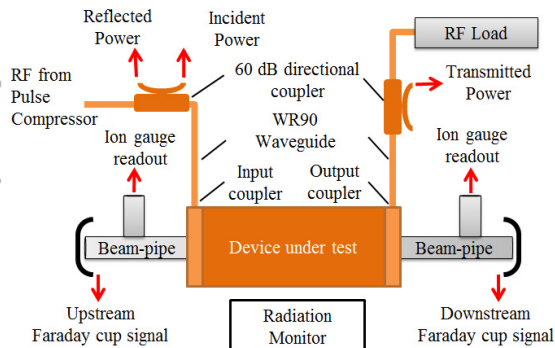 Reflected
Power
Incident
Power
RF Load
RF from
Pulse
Compressor
60 dB directional
coupler
Transmitted
Power
WR90
Waveguide
Ion gauge
readout
Ion gauge
readout
Input
coupler
Output
coupler
Beam-pipe
Device under test
Beam-pipe
Upstream
Faraday cup signal
Radiation
Monitor
Downstream
Faraday cup signal